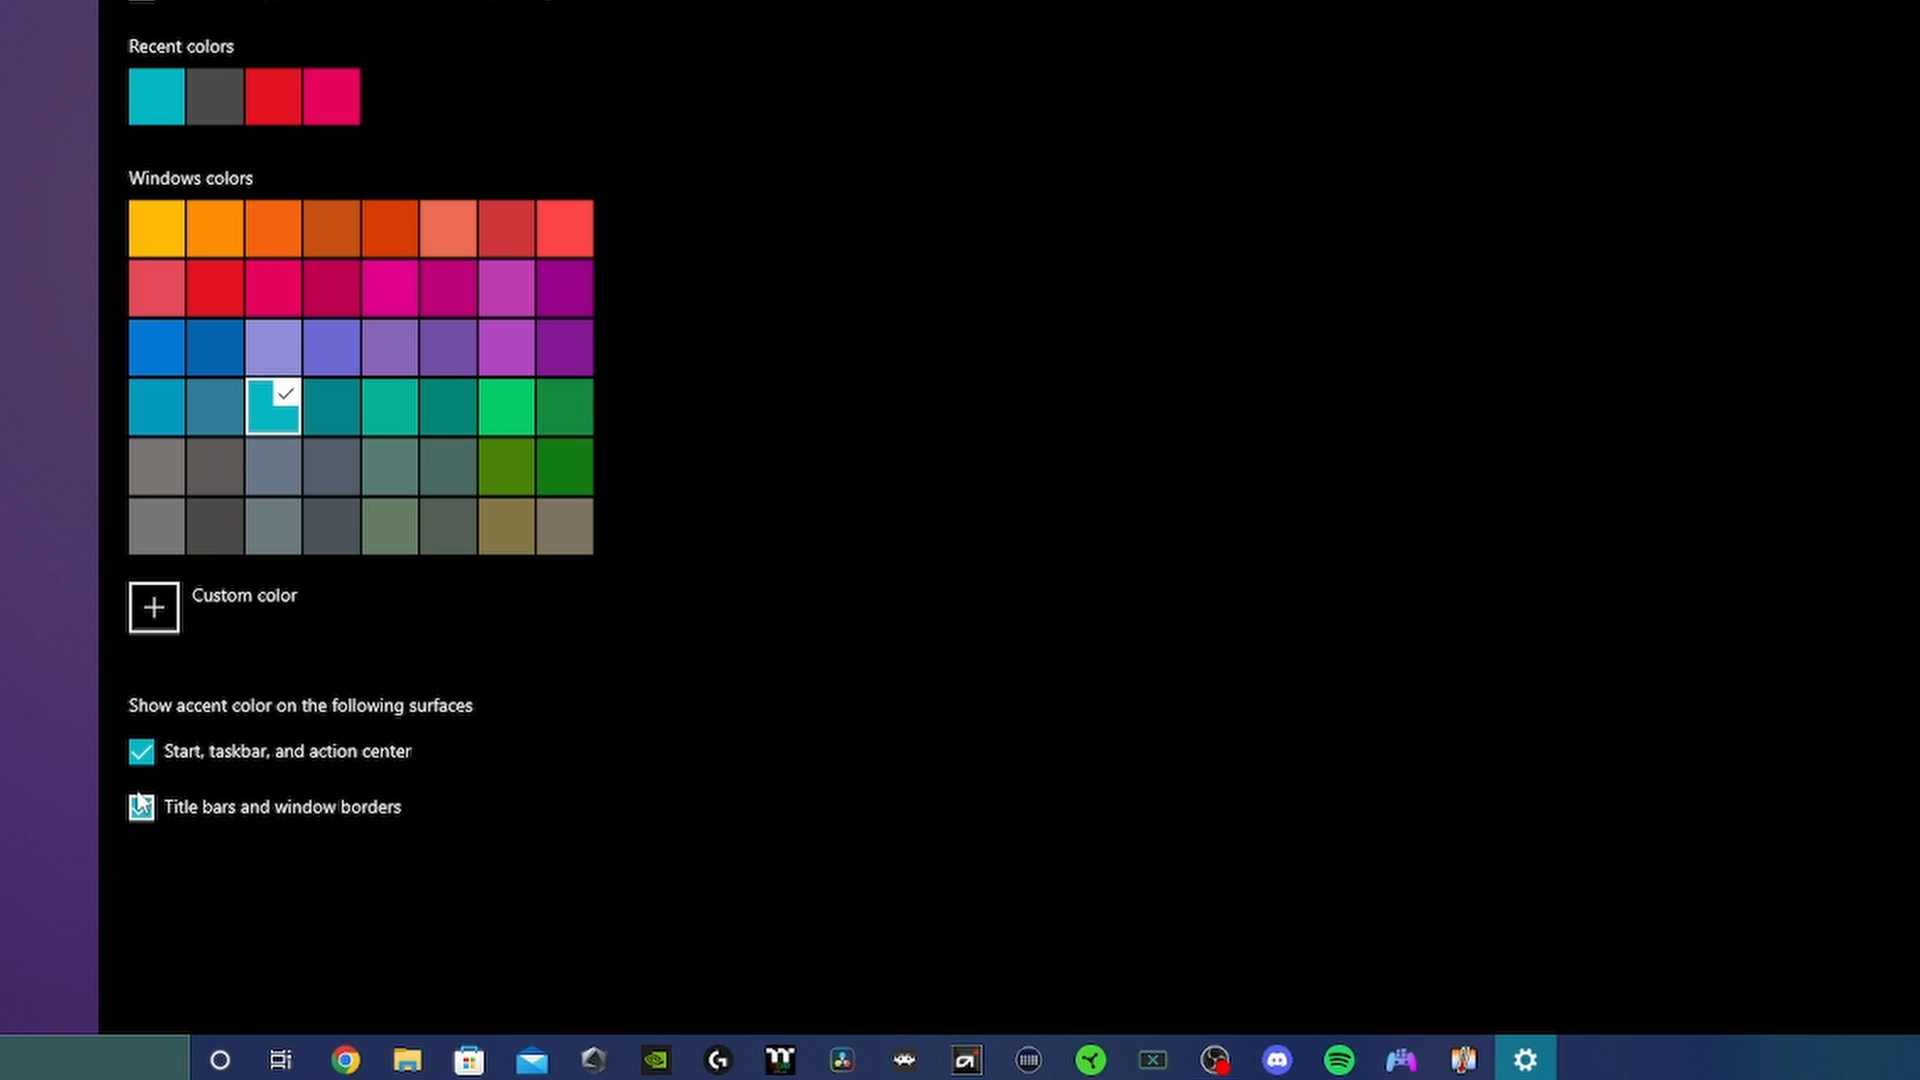 Recent colors
Windows colors
Custom color
Show accent color on the following surfaces
Start, taskbar, and action center
Title bars and window borders